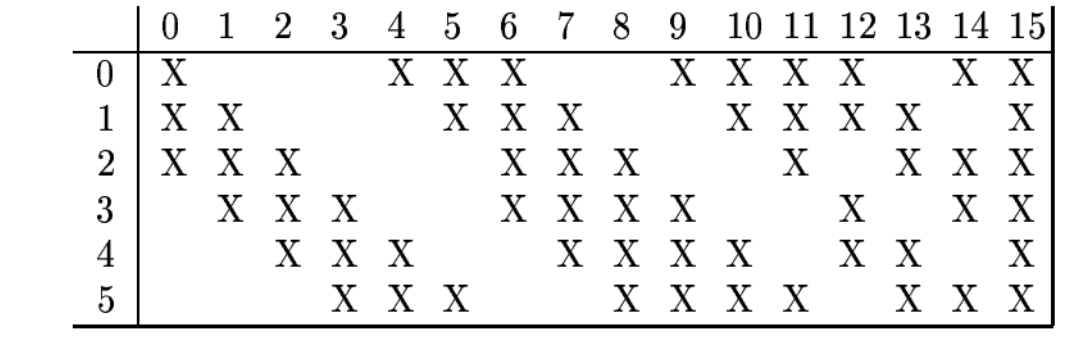 0 1 2 3 4 5 6 7 8 9 10 11 12 13 14 15
0 X X X X X X X X X X
1 X X X X X X X X X X
2 X X X X X X X X X X
3 X X X X X X X X X X
4 X X X X X X X X X X
5 X X X X X X X X X X